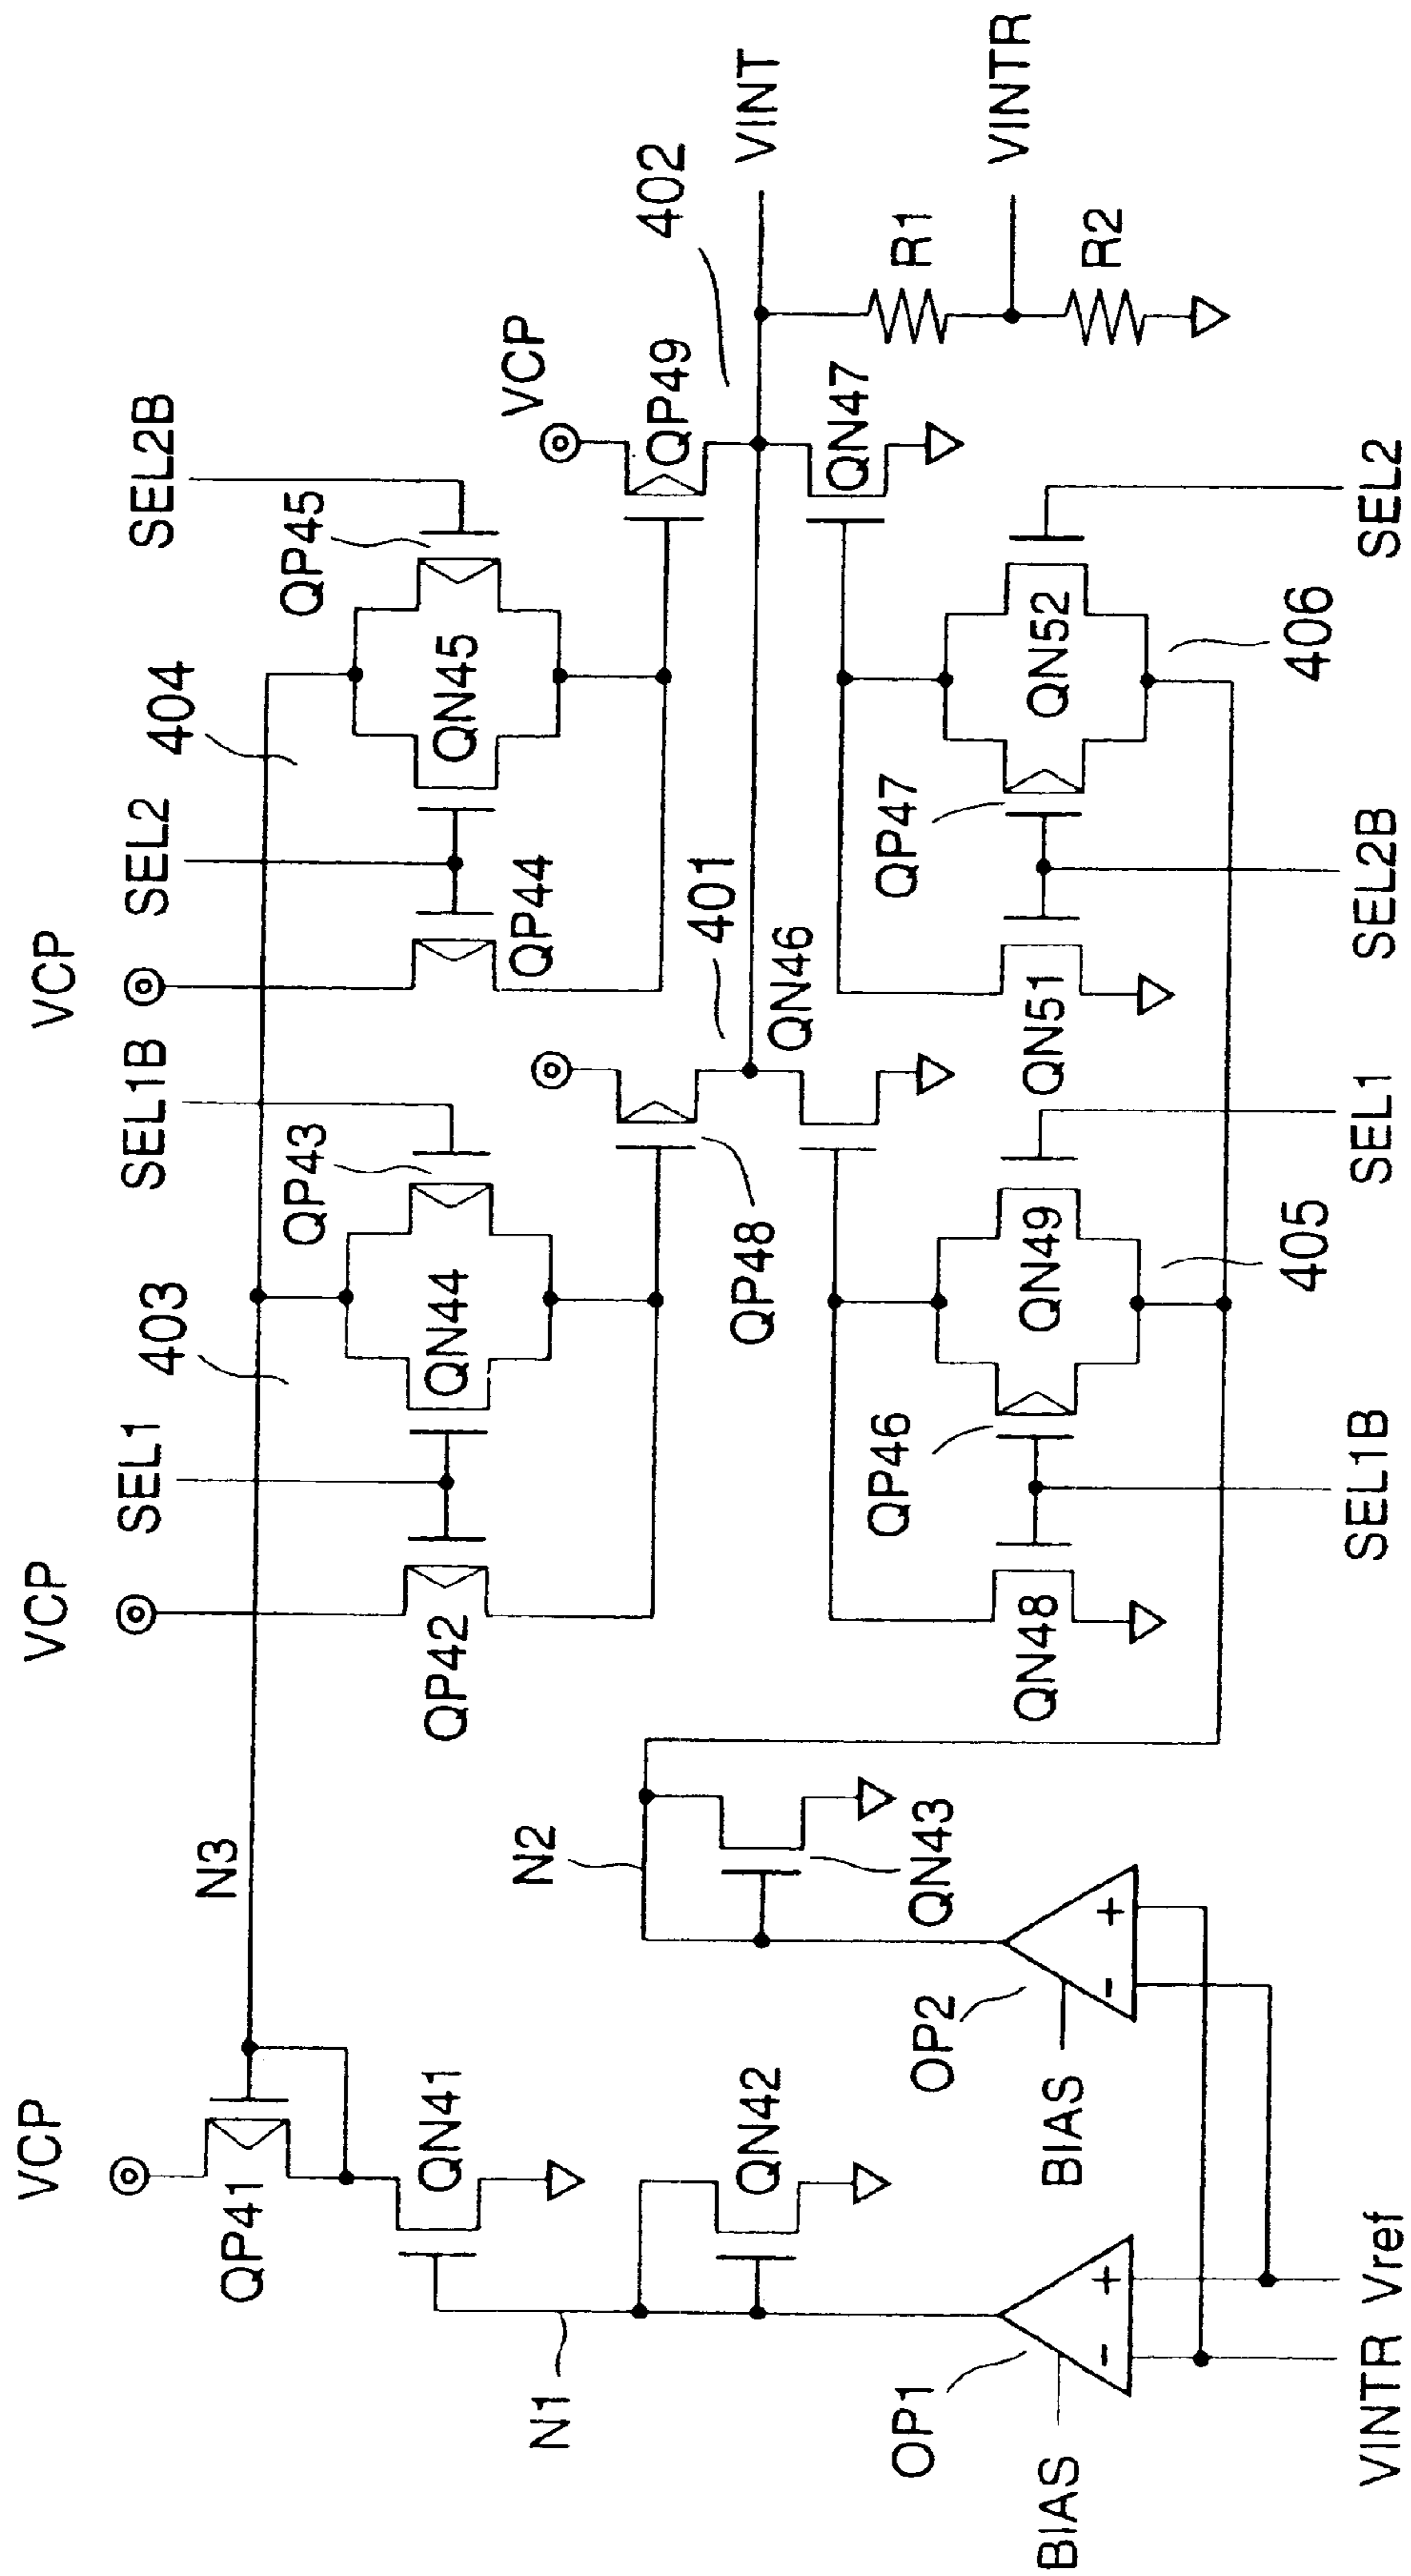 VCP
QP41
QN41
N3
N1
QN42
OP1
BIAS
-
+
VINTR
Vref
N2
QN43
OP2
BIAS
-
+
VCP
SEL1
403
SEL1B
QP42
QN44
QP43
VCP
SEL2
404
SEL2B
QP44
QN45
QP45
QP48
401
QN46
VCP
QP49
402
VINT
QN47
R1
VINTR
R2
QN48
QP46
QN49
405
SEL1B
SEL1
QN51
QP47
QN52
406
SEL2B
SEL2